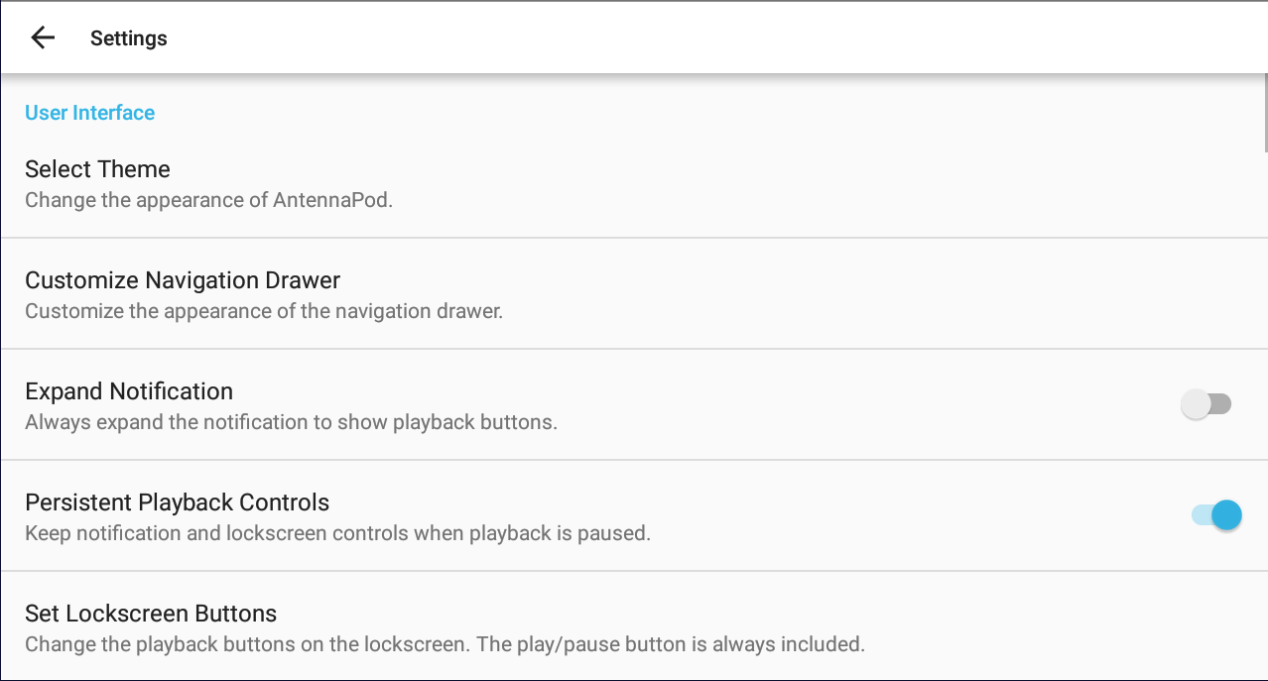 Settings
User Interface
Select Theme
Change the appearance of AntennaPod.
Customize Navigation Drawer
Customize the appearance of the navigation drawer.
Expand Notification
Always expand the notification to show playback buttons.
Persistent Playback Controls
Keep notification and lockscreen controls when playback is paused.
Set Lockscreen Buttons
Change the playback buttons on the lockscreen. The play/pause button is always included.